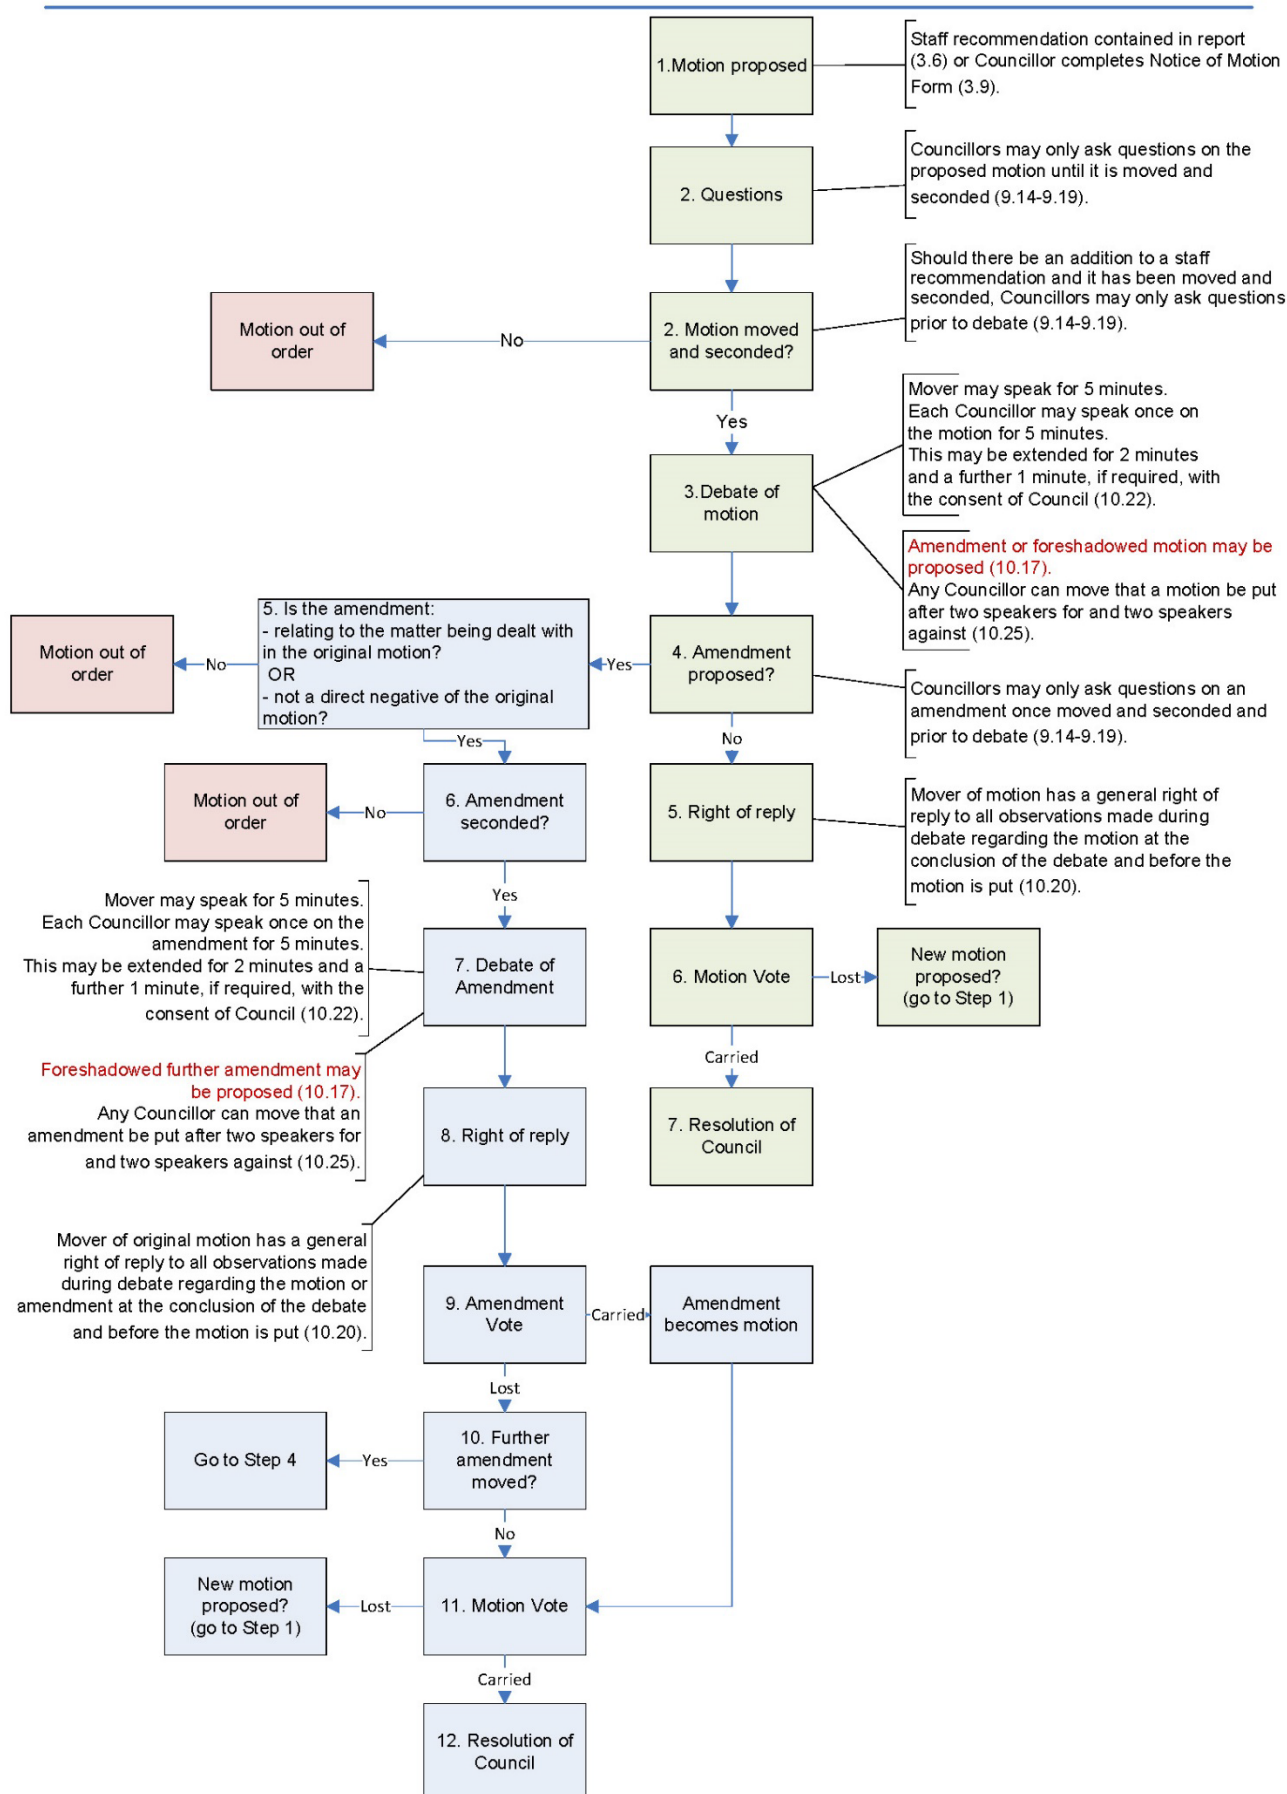 1.Motion proposed
Staff recommendation contained in report
(3.6) or Councillor completes Notice of Motion
Form (3.9).
2. Questions
Councillors may only ask questions on the
proposed motion until it is moved and
seconded (9.14-9.19).
Should there be an addition to a staff
recommendation and it has been moved and
seconded, Councillors may only ask questions
prior to debate (9.14-9.19).
2. Motion moved
and seconded?
No
Motion out of
order
Yes
Mover may speak for 5 minutes.
Each Councillor may speak once on
the motion for 5 minutes.
This may be extended for 2 minutes
and a further 1 minute, if required, with
the consent of Council (10.22).
3.Debate of
motion
Amendment or foreshadowed motion may be
proposed (10.17).
Any Councillor can move that a motion be put
after two speakers for and two speakers
against (10.25).
4. Amendment
proposed?
Yes
5. Is the amendment:
- relating to the matter being dealt with
in the original motion?
OR
- not a direct negative of the original
motion?
No
Motion out of
order
Councillors may only ask questions on an
amendment once moved and seconded and
prior to debate (9.14-9.19).
Yes
No
6. Amendment
seconded?
No
Motion out of
order
5. Right of reply
Mover of motion has a general right of
reply to all observations made during
debate regarding the motion at the
conclusion of the debate and before the
motion is put (10.20).
Yes
Mover may speak for 5 minutes.
Each Councillor may speak once on the
amendment for 5 minutes.
This may be extended for 2 minutes and a
further 1 minute, if required, with the
consent of Council (10.22).
7. Debate of
Amendment
6. Motion Vote
Lost
New motion
proposed?
(go to Step 1)
Carried
Foreshadowed further amendment may
be proposed (10.17).
Any Councillor can move that an
amendment be put after two speakers for
and two speakers against (10.25).
8. Right of reply
7. Resolution of
Council
Mover of original motion has a general
right of reply to all observations made
during debate regarding the motion or
amendment at the conclusion of the debate
and before the motion is put (10.20).
9. Amendment
Vote
Carried
Amendment
becomes motion
Lost
10. Further
amendment
moved?
Yes
Go to Step 4
No
11. Motion Vote
Lost
New motion
proposed?
(go to Step 1)
Carried
12. Resolution of
Council